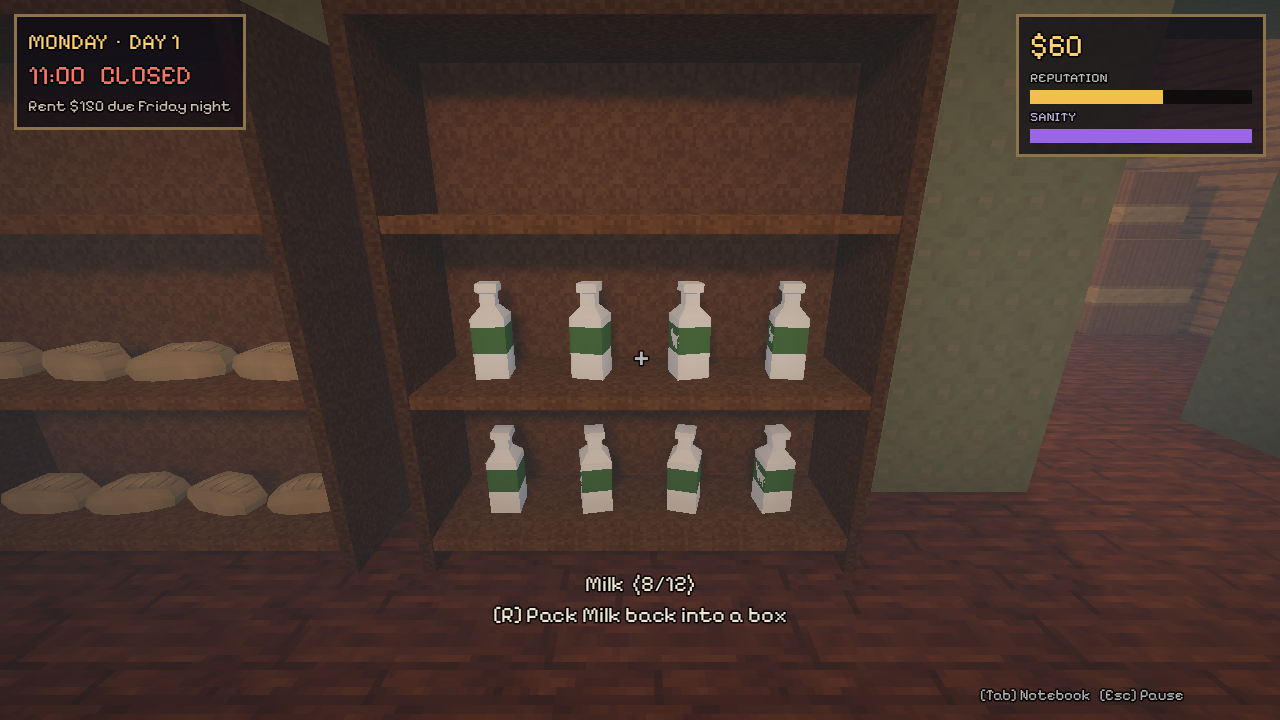 MONDAY · DAY 1
11:00 CLOSED
Rent $180 due Friday night
$60
REPUTATION
SANITY
Milk (8/12)
(R) Pack Milk back into a box
(Tab) Notebook (Esc) Pause